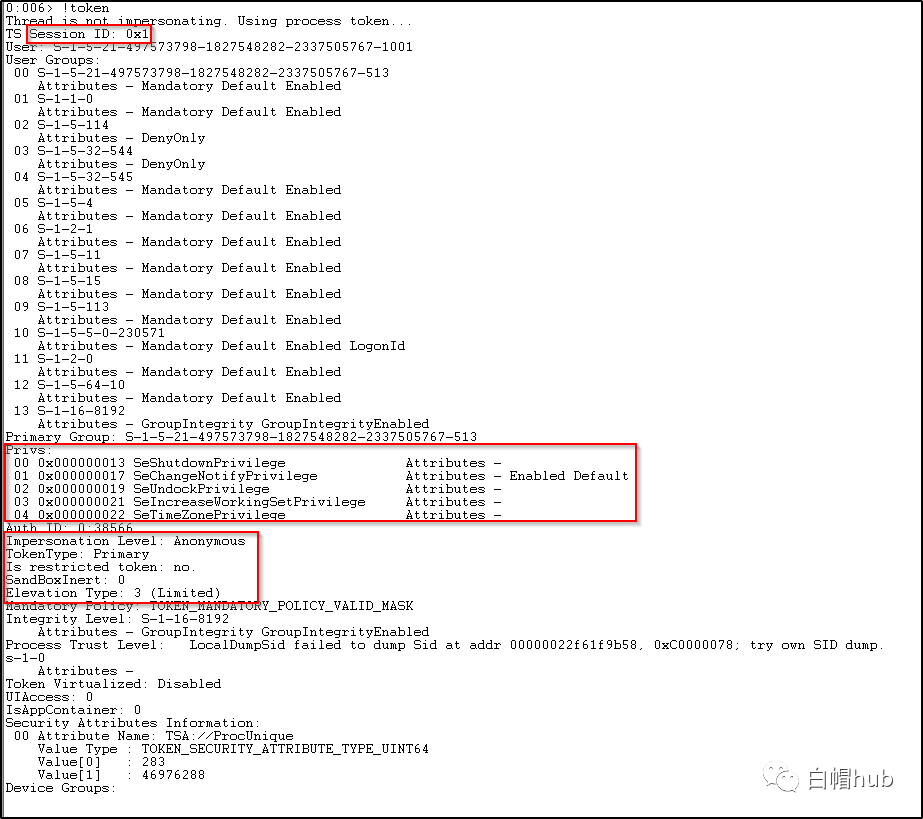 0:006> !token
Thread is not impersonating. Using process token...
TS Session ID: 0x1
User: S-1-5-21-497573798-1827548282-2337505767-1001
User Groups:
 00 S-1-5-21-497573798-1827548282-2337505767-513
    Attributes - Mandatory Default Enabled
 01 S-1-1-0
    Attributes - Mandatory Default Enabled
 02 S-1-5-114
    Attributes - DenyOnly
 03 S-1-5-32-544
    Attributes - DenyOnly
 04 S-1-5-32-545
    Attributes - Mandatory Default Enabled
 05 S-1-5-4
    Attributes - Mandatory Default Enabled
 06 S-1-2-1
    Attributes - Mandatory Default Enabled
 07 S-1-5-11
    Attributes - Mandatory Default Enabled
 08 S-1-5-15
    Attributes - Mandatory Default Enabled
 09 S-1-5-113
    Attributes - Mandatory Default Enabled
 10 S-1-5-5-0-230571
    Attributes - Mandatory Default Enabled LogonId
 11 S-1-2-0
    Attributes - Mandatory Default Enabled
 12 S-1-5-64-10
    Attributes - Mandatory Default Enabled
 13 S-1-16-8192
    Attributes - GroupIntegrity GroupIntegrityEnabled
Primary Group: S-1-5-21-497573798-1827548282-2337505767-513
Privs:
 00 0x000000013 SeShutdownPrivilege               Attributes -
 01 0x000000017 SeChangeNotifyPrivilege           Attributes - Enabled Default
 02 0x000000019 SeUndockPrivilege                 Attributes -
 03 0x000000021 SeIncreaseWorkingSetPrivilege     Attributes -
 04 0x000000022 SeTimeZonePrivilege               Attributes -
Auth ID: 0:38566
Impersonation Level: Anonymous
TokenType: Primary
Is restricted token: no.
SandBoxInert: 0
Elevation Type: 3 (Limited)
Mandatory Policy: TOKEN_MANDATORY_POLICY_VALID_MASK
Integrity Level: S-1-16-8192
    Attributes - GroupIntegrity GroupIntegrityEnabled
Process Trust Level:   LocalDumpSid failed to dump Sid at addr 00000022f61f9b58, 0xC0000078; try own SID dump.
s-1-0
    Attributes -
Token Virtualized: Disabled
UIAccess: 0
IsAppContainer: 0
Security Attributes Information:
 00 Attribute Name: TSA://ProcUnique
    Value Type : TOKEN_SECURITY_ATTRIBUTE_TYPE_UINT64
    Value[0]   : 283
    Value[1]   : 46976288
Device Groups:
白帽hub